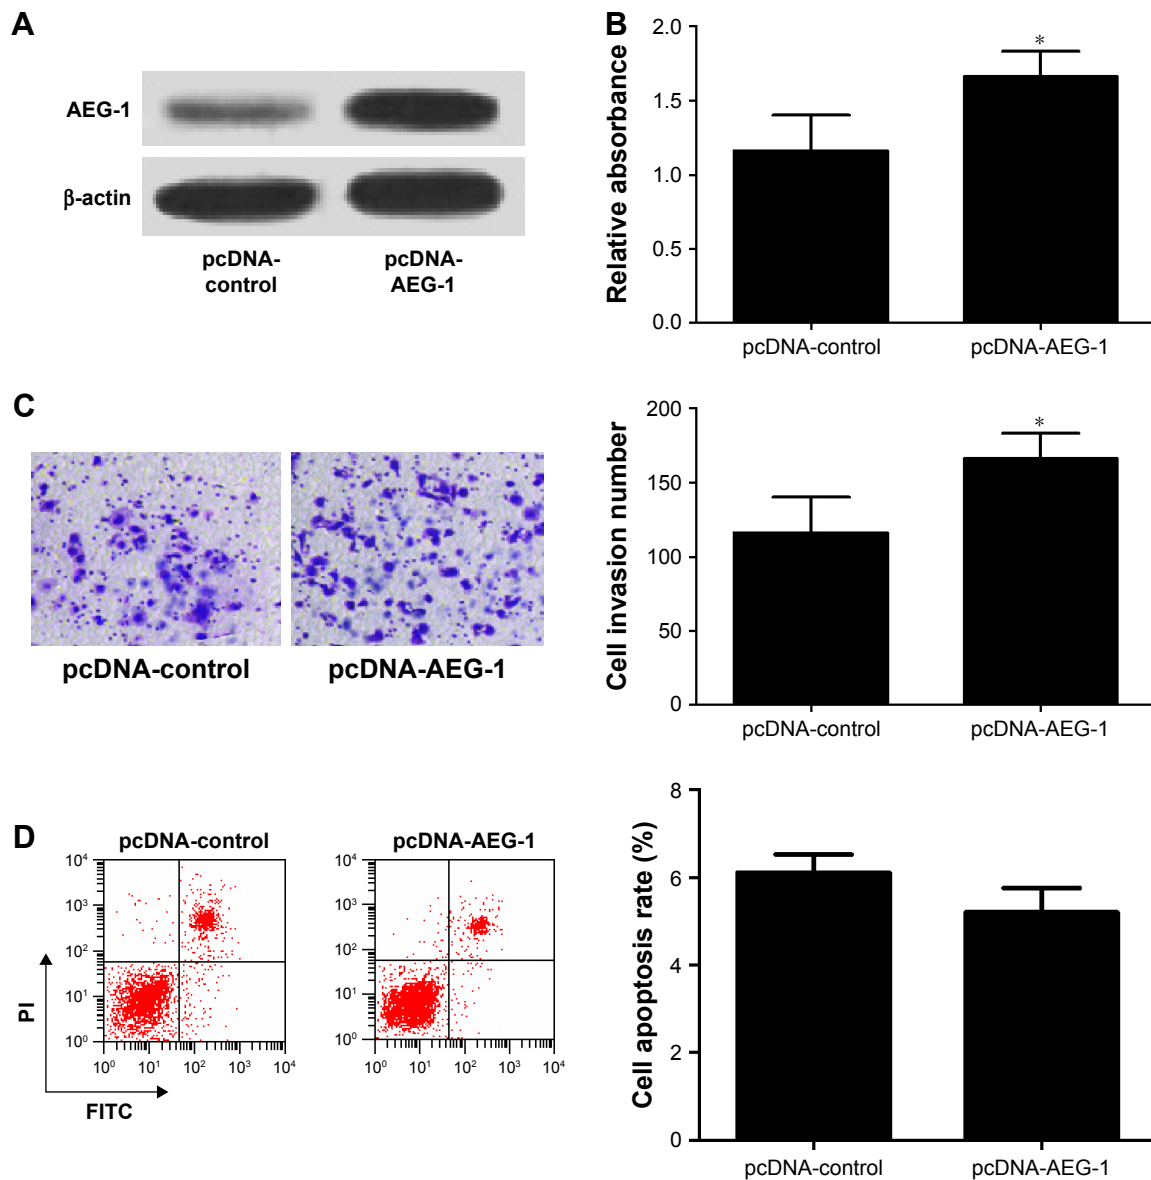 A
AEG-1
β-actin
pcDNA-
control
pcDNA-
AEG-1
B
Relative absorbance
2.0
1.5
1.0
0.5
0.0
*
pcDNA-control
pcDNA-AEG-1
C
pcDNA-control
pcDNA-AEG-1
Cell invasion number
200
150
100
50
0
*
pcDNA-control
pcDNA-AEG-1
D
pcDNA-control
10⁴
10³
10²
10¹
10⁰
10⁰ 10¹ 10² 10³ 10⁴
PI
FITC
pcDNA-AEG-1
10⁴
10³
10²
10¹
10⁰
10⁰ 10¹ 10² 10³ 10⁴
Cell apoptosis rate (%)
8
6
4
2
0
pcDNA-control
pcDNA-AEG-1